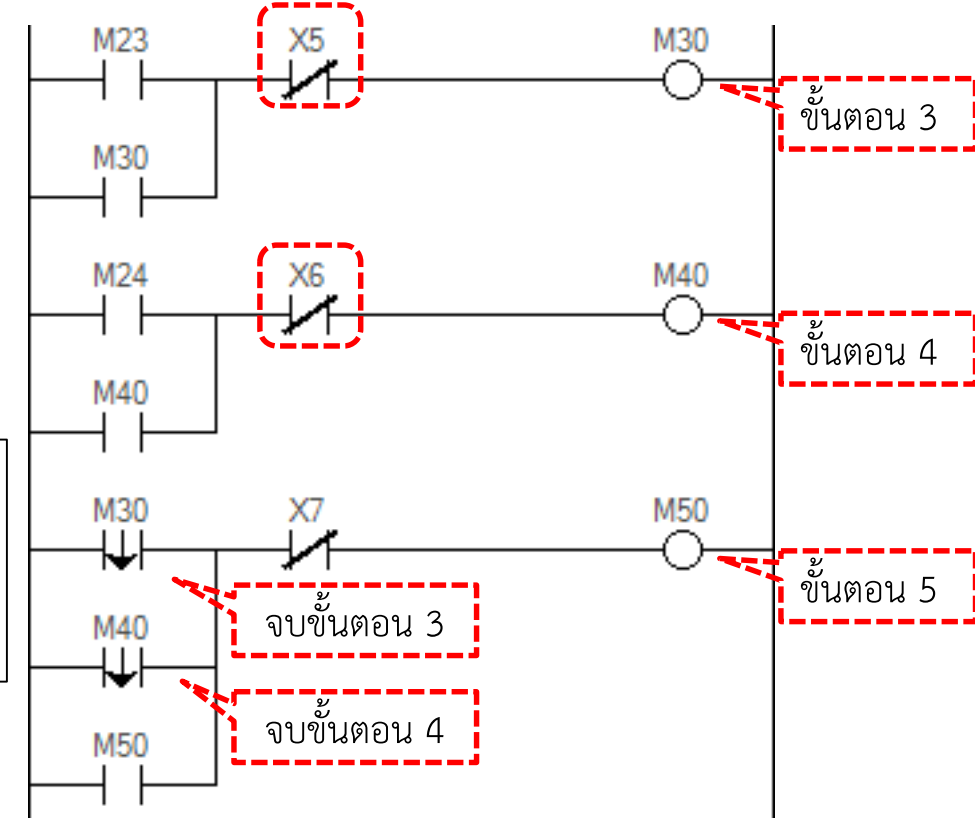 M23 X5 M30
ขั้นตอน 3
M30
M24 X6 M40
ขั้นตอน 4
M40
M30 X7 M50
ขั้นตอน 5
จบขั้นตอน 3
M40
จบขั้นตอน 4
M50